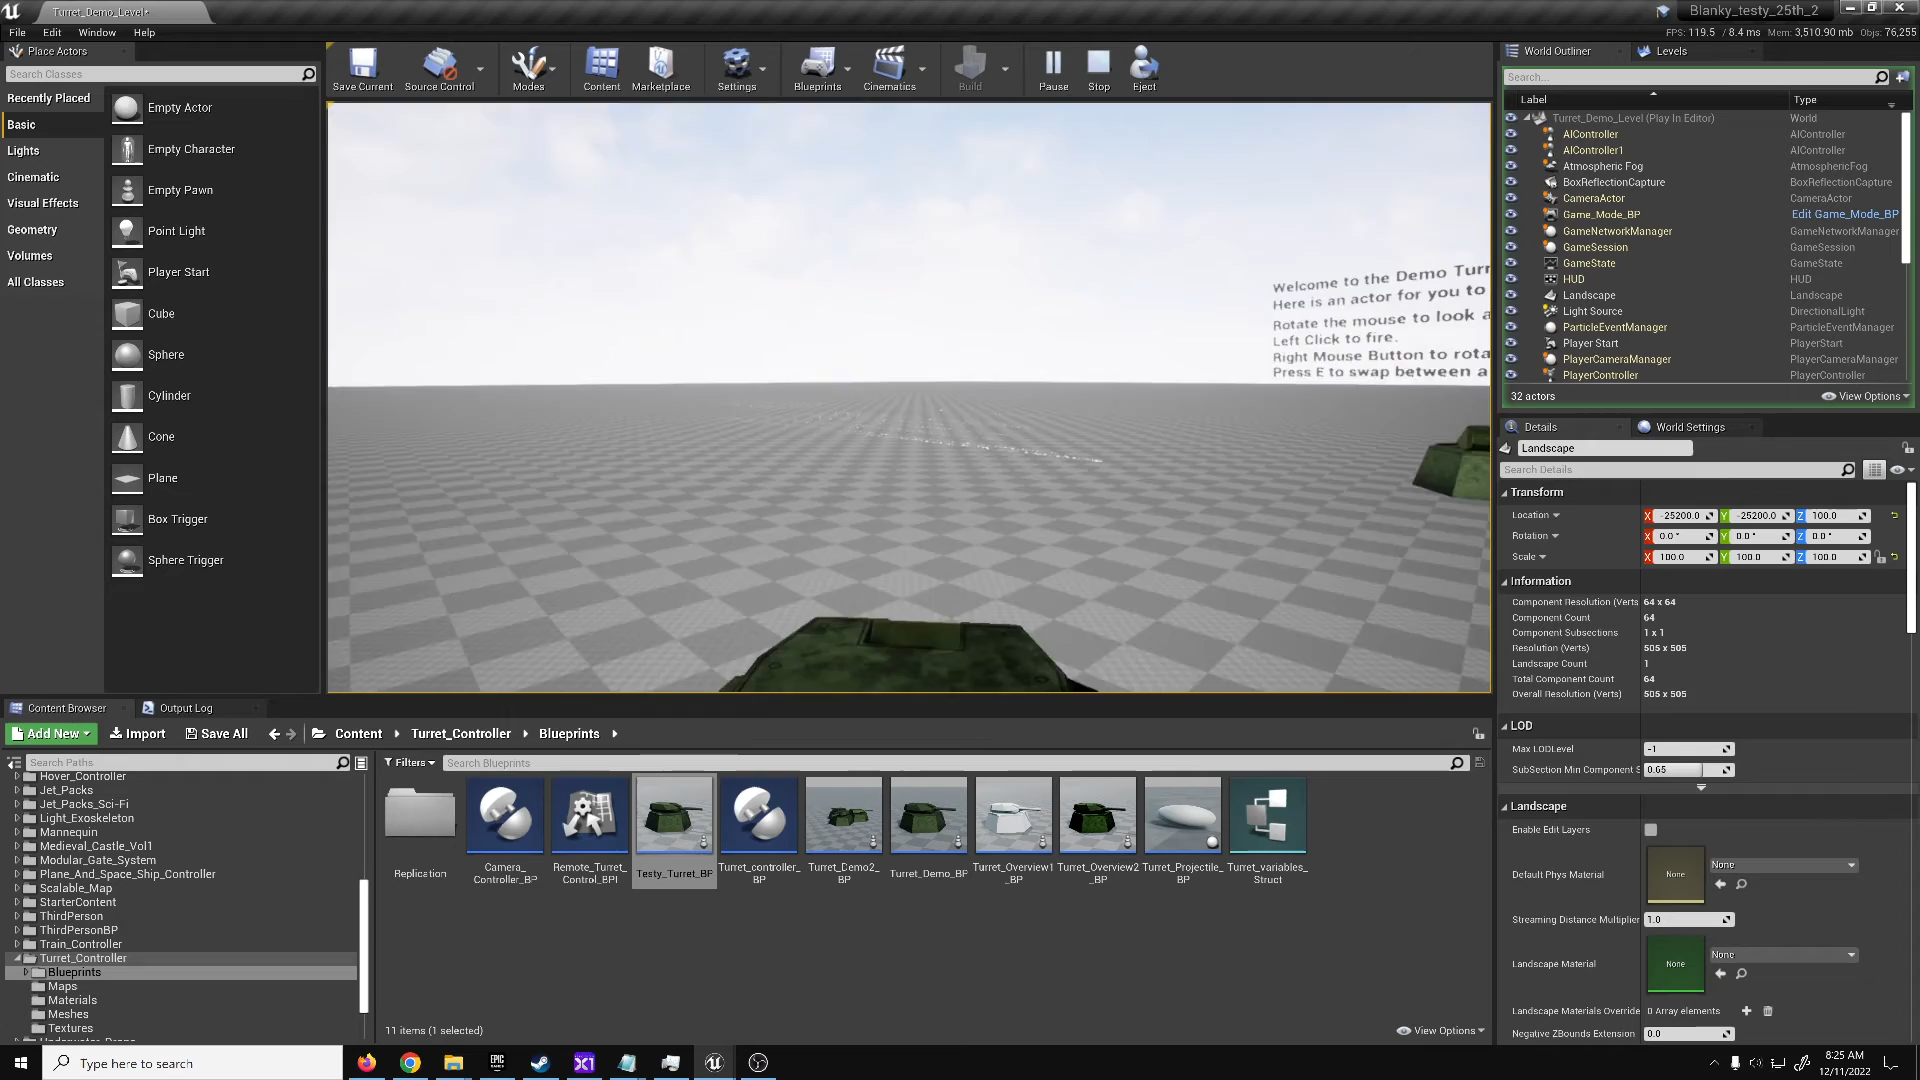 Turret_Demo_Level*
Blanky_testy_25th_2
File Edit Window Help
FPS: 119.5 / 8.4 ms Mem: 3,510.90 mb Objs: 76,255
Place Actors
Search Classes
Recently Placed
Basic
Lights
Cinematic
Visual Effects
Geometry
Volumes
All Classes
Empty Actor
Empty Character
Empty Pawn
Point Light
Player Start
Cube
Sphere
Cylinder
Cone
Plane
Box Trigger
Sphere Trigger
Save Current Source Control Modes Content Marketplace Settings Blueprints Cinematics Build Pause Stop Eject
Welcome to the Demo Turr
Here is an actor for you to
Rotate the mouse to look a
Left Click to fire.
Right Mouse Button to rota
Press E to swap between a
World Outliner Levels
Search...
Label Type
Turret_Demo_Level (Play In Editor) World
AIController AIController
AIController1 AIController
Atmospheric Fog AtmosphericFog
BoxReflectionCapture BoxReflectionCapture
CameraActor CameraActor
Game_Mode_BP Edit Game_Mode_BP
GameNetworkManager GameNetworkManager
GameSession GameSession
GameState GameState
HUD HUD
Landscape Landscape
Light Source DirectionalLight
ParticleEventManager ParticleEventManager
Player Start PlayerStart
PlayerCameraManager PlayerCameraManager
PlayerController PlayerController
32 actors View Options
Details World Settings
Landscape
Search Details
Transform
Location X -25200.0 Y -25200.0 Z 100.0
Rotation X 0.0° Y 0.0° Z 0.0°
Scale X 100.0 Y 100.0 Z 100.0
Information
Component Resolution (Verts 64 x 64
Component Count 64
Component Subsections 1 x 1
Resolution (Verts) 505 x 505
Landscape Count 1
Total Component Count 64
Overall Resolution (Verts) 505 x 505
LOD
Max LODLevel -1
SubSection Min Component S 0.65
Landscape
Enable Edit Layers
Default Phys Material None None
Streaming Distance Multiplier 1.0
Landscape Material None None
Landscape Materials Override 0 Array elements
Negative ZBounds Extension 0.0
Content Browser Output Log
Add New Import Save All Content Turret_Controller Blueprints
Search Paths
Filters Search Blueprints
Hover_Controller
Jet_Packs
Jet_Packs_Sci-Fi
Light_Exoskeleton
Mannequin
Medieval_Castle_Vol1
Modular_Gate_System
Plane_And_Space_Ship_Controller
Scalable_Map
StarterContent
ThirdPerson
ThirdPersonBP
Train_Controller
Turret_Controller
Blueprints
Maps
Materials
Meshes
Textures
Replication
Camera_
Controller_BP
Remote_Turret_
Control_BPI
Testy_Turret_BP
Turret_controller_
BP
Turret_Demo2_
BP
Turret_Demo_BP
Turret_Overview1
_BP
Turret_Overview2
_BP
Turret_Projectile_
BP
Turret_variables_
Struct
11 items (1 selected) View Options
Type here to search
EPIC
GAMES
8:25 AM
12/11/2022